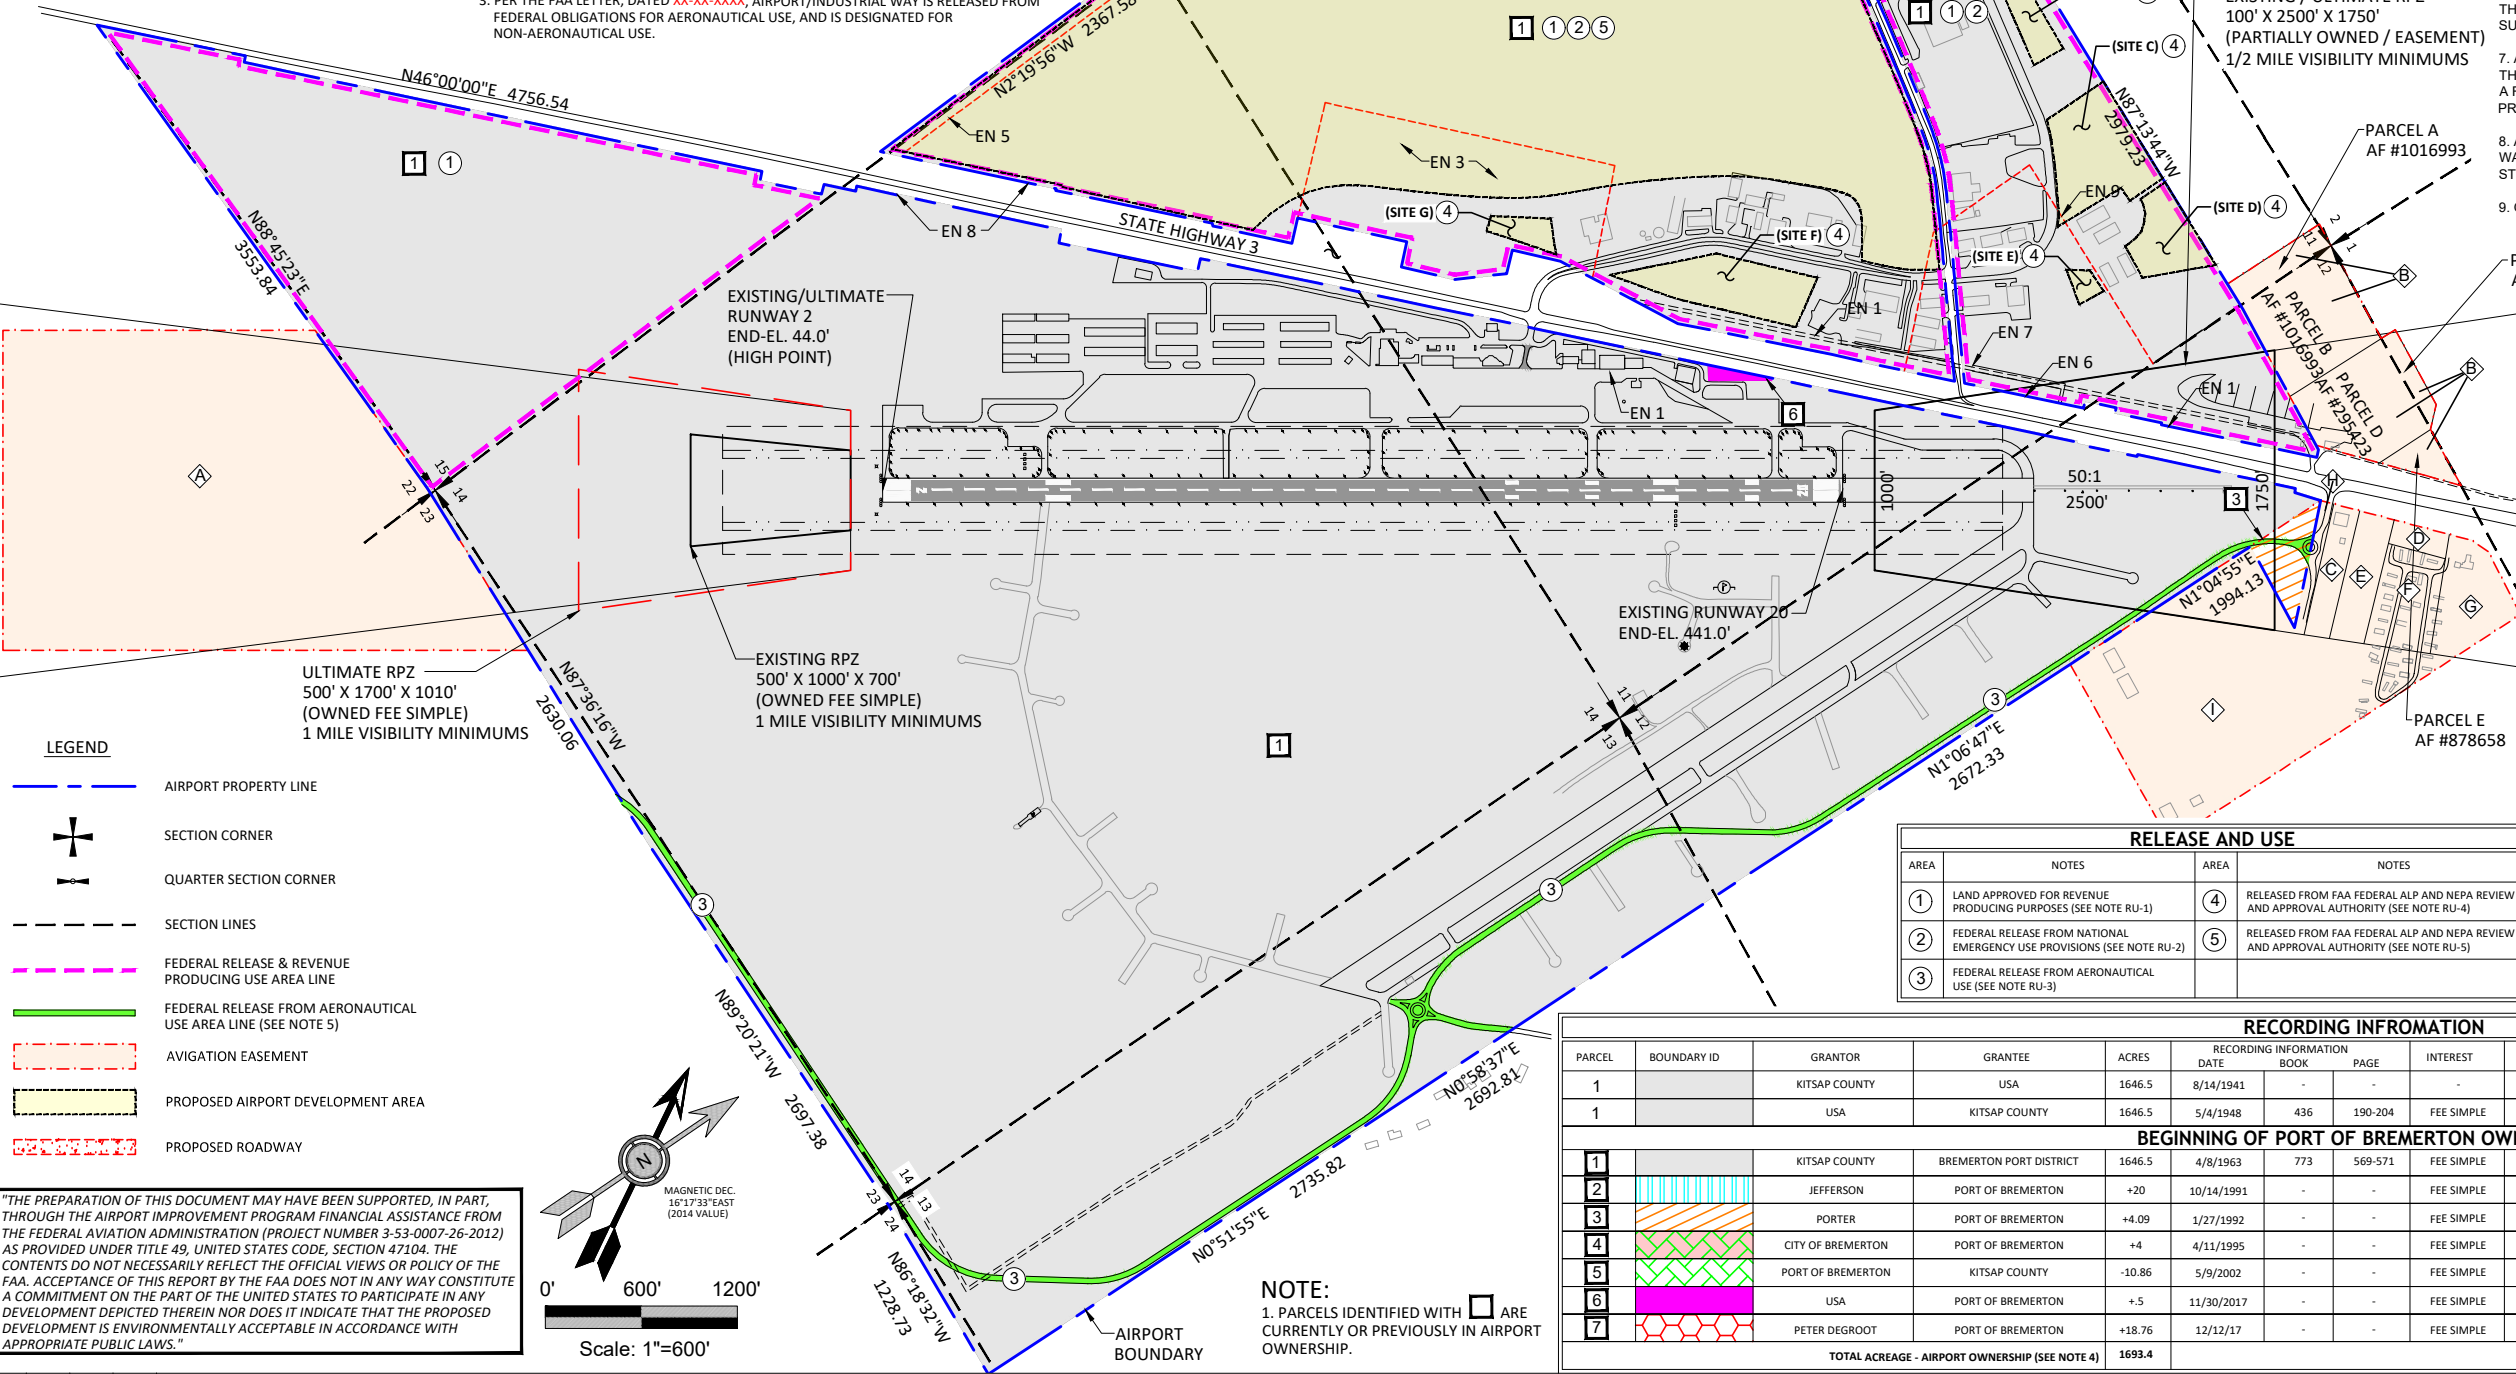 3. PER THE FAA LETTER, DATED XX-XX-XXXX, AIRPORT/INDUSTRIAL WAY IS RELEASED FROM
FEDERAL OBLIGATIONS FOR AERONAUTICAL USE, AND IS DESIGNATED FOR
NON-AERONAUTICAL USE.
N46°00'00"E 4756.54
N2°19'56"W 2367.58
1 1 2 5
1 1 2
EXISTING / ULTIMATE RPZ
100' X 2500' X 1750'
(PARTIALLY OWNED / EASEMENT)
1/2 MILE VISIBILITY MINIMUMS
TH
SU
7. A
TH
A F
PR
8. A
WA
ST
9. C
(SITE C) 4
N87°13'44"W
2979.23
PARCEL A
AF #1016993
EN 5
EN 3
1 1
EN 8
STATE HIGHWAY 3
(SITE G) 4
(SITE F) 4
EN 9
(SITE D) 4
(SITE E) 4
2
11
1
12
B
P
A
PARCEL B
AF #1016993
PARCEL D
AF #295423
B
N88°45'23"E
3553.84
EXISTING/ULTIMATE
RUNWAY 2
END-EL. 44.0'
(HIGH POINT)
EN 1
EN 7
EN 6
EN 1
EN 1
6
A
15
14
22
23
2
20
1000'
50:1
2500'
1750'
3
H
D
C
E
F
G
I
N1°04'55"E
1994.13
EXISTING RUNWAY 20
END-EL. 441.0'
ULTIMATE RPZ
500' X 1700' X 1010'
(OWNED FEE SIMPLE)
1 MILE VISIBILITY MINIMUMS
EXISTING RPZ
500' X 1000' X 700'
(OWNED FEE SIMPLE)
1 MILE VISIBILITY MINIMUMS
N87°36'16"W
2630.06
1
11
14
12
13
3
N1°06'47"E
2672.33
PARCEL E
AF #878658
LEGEND
AIRPORT PROPERTY LINE
SECTION CORNER
QUARTER SECTION CORNER
SECTION LINES
FEDERAL RELEASE & REVENUE
PRODUCING USE AREA LINE
FEDERAL RELEASE FROM AERONAUTICAL
USE AREA LINE (SEE NOTE 5)
AVIGATION EASEMENT
PROPOSED AIRPORT DEVELOPMENT AREA
PROPOSED ROADWAY
3
3
N89°20'21"W
2697.38
14
13
23
24
N0°58'37"E
2692.81
N0°51'55"E 2735.82
3
N86°18'32"W
1228.73
RELEASE AND USE
AREA NOTES AREA NOTES
1 LAND APPROVED FOR REVENUE
PRODUCING PURPOSES (SEE NOTE RU-1)
4 RELEASED FROM FAA FEDERAL ALP AND NEPA REVIEW
AND APPROVAL AUTHORITY (SEE NOTE RU-4)
2 FEDERAL RELEASE FROM NATIONAL
EMERGENCY USE PROVISIONS (SEE NOTE RU-2)
5 RELEASED FROM FAA FEDERAL ALP AND NEPA REVIEW
AND APPROVAL AUTHORITY (SEE NOTE RU-5)
3 FEDERAL RELEASE FROM AERONAUTICAL
USE (SEE NOTE RU-3)
RECORDING INFROMATION
PARCEL BOUNDARY ID GRANTOR GRANTEE ACRES RECORDING INFORMATION INTEREST
DATE BOOK PAGE
1 KITSAP COUNTY USA 1646.5 8/14/1941 - - -
1 USA KITSAP COUNTY 1646.5 5/4/1948 436 190-204 FEE SIMPLE
BEGINNING OF PORT OF BREMERTON OW
1 KITSAP COUNTY BREMERTON PORT DISTRICT 1646.5 4/8/1963 773 569-571 FEE SIMPLE
2 JEFFERSON PORT OF BREMERTON +20 10/14/1991 - - FEE SIMPLE
3 PORTER PORT OF BREMERTON +4.09 1/27/1992 - - FEE SIMPLE
4 CITY OF BREMERTON PORT OF BREMERTON +4 4/11/1995 - - FEE SIMPLE
5 PORT OF BREMERTON KITSAP COUNTY -10.86 5/9/2002 - - FEE SIMPLE
6 USA PORT OF BREMERTON +.5 11/30/2017 - - FEE SIMPLE
7 PETER DEGROOT PORT OF BREMERTON +18.76 12/12/17 - - FEE SIMPLE
TOTAL ACREAGE - AIRPORT OWNERSHIP (SEE NOTE 4) 1693.4
"THE PREPARATION OF THIS DOCUMENT MAY HAVE BEEN SUPPORTED, IN PART,
THROUGH THE AIRPORT IMPROVEMENT PROGRAM FINANCIAL ASSISTANCE FROM
THE FEDERAL AVIATION ADMINISTRATION (PROJECT NUMBER 3-53-0007-26-2012)
AS PROVIDED UNDER TITLE 49, UNITED STATES CODE, SECTION 47104. THE
CONTENTS DO NOT NECESSARILY REFLECT THE OFFICIAL VIEWS OR POLICY OF THE
FAA. ACCEPTANCE OF THIS REPORT BY THE FAA DOES NOT IN ANY WAY CONSTITUTE
A COMMITMENT ON THE PART OF THE UNITED STATES TO PARTICIPATE IN ANY
DEVELOPMENT DEPICTED THEREIN NOR DOES IT INDICATE THAT THE PROPOSED
DEVELOPMENT IS ENVIRONMENTALLY ACCEPTABLE IN ACCORDANCE WITH
APPROPRIATE PUBLIC LAWS."
N
MAGNETIC DEC.
16°17'33"EAST
(2014 VALUE)
0' 600' 1200'
Scale: 1"=600'
AIRPORT
BOUNDARY
NOTE:
1. PARCELS IDENTIFIED WITH ARE
CURRENTLY OR PREVIOUSLY IN AIRPORT
OWNERSHIP.